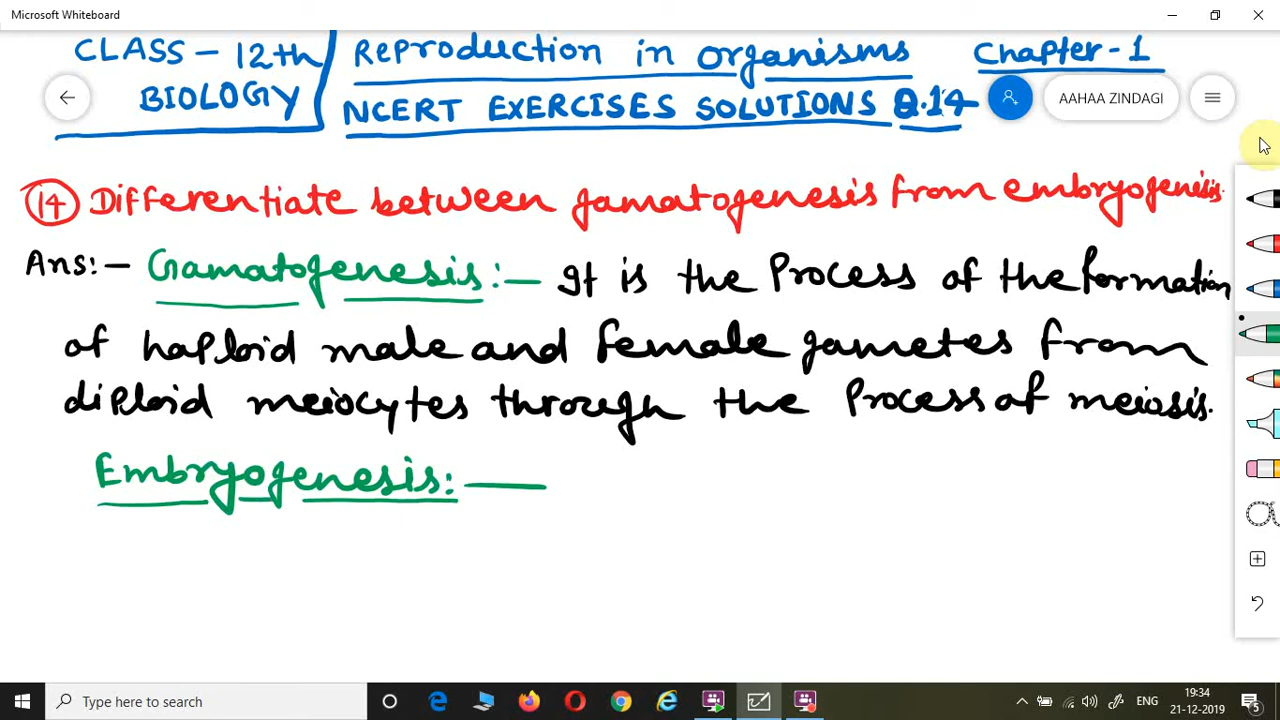 Microsoft Whiteboard
CLASS - 12th
BIOLOGY
Reproduction in organisms Chapter-1
NCERT EXERCISES SOLUTIONS Q.14
AAHAA ZINDAGI
14 Differentiate between gamatogenesis from embryogenesis.
Ans:- Gamatogenesis:- It is the Process of the formation
of haploid male and female gametes from
diploid meiocytes through the Process of meiosis.
Embryogenesis:-
Type here to search
ENG
19:34
21-12-2019
5